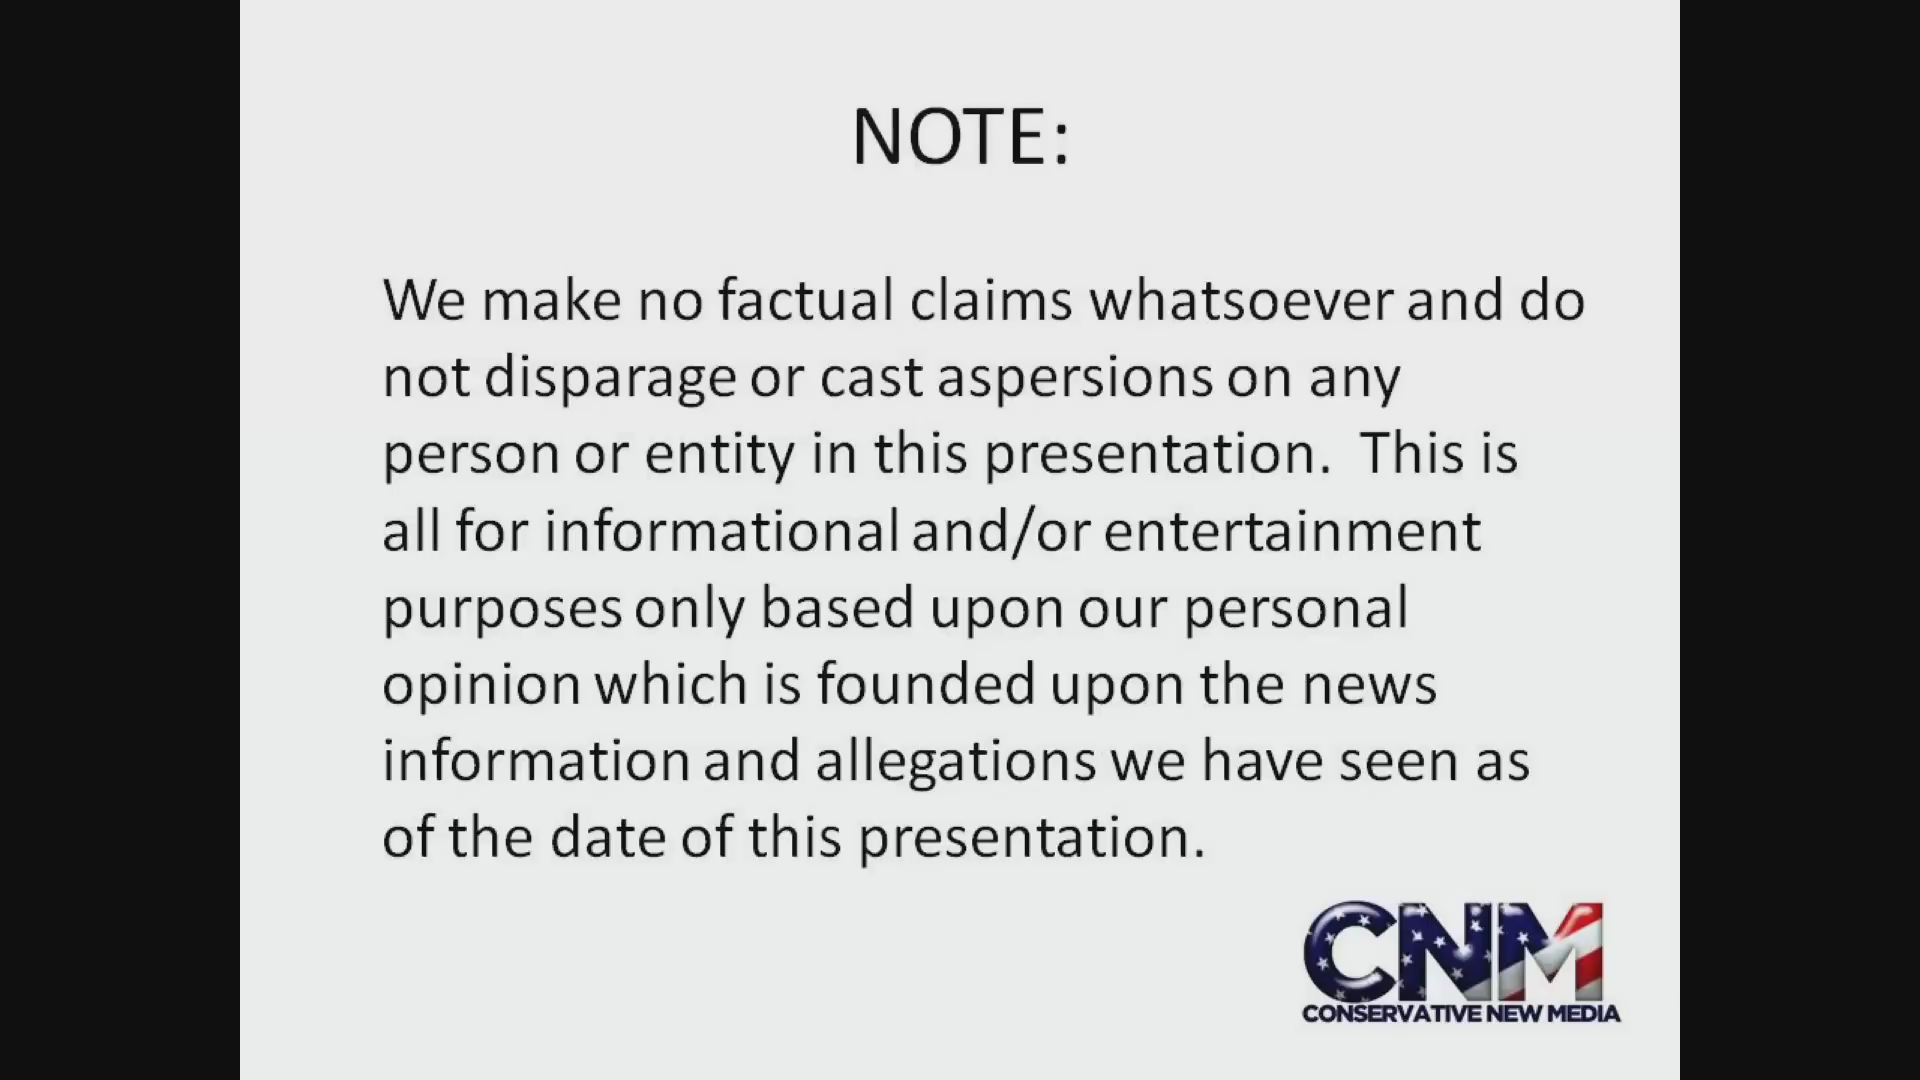 NOTE:
We make no factual claims whatsoever and do
not disparage or cast aspersions on any
person or entity in this presentation.  This is
all for informational and/or entertainment
purposes only based upon our personal
opinion which is founded upon the news
information and allegations we have seen as
of the date of this presentation.
CNM
CONSERVATIVE NEW MEDIA